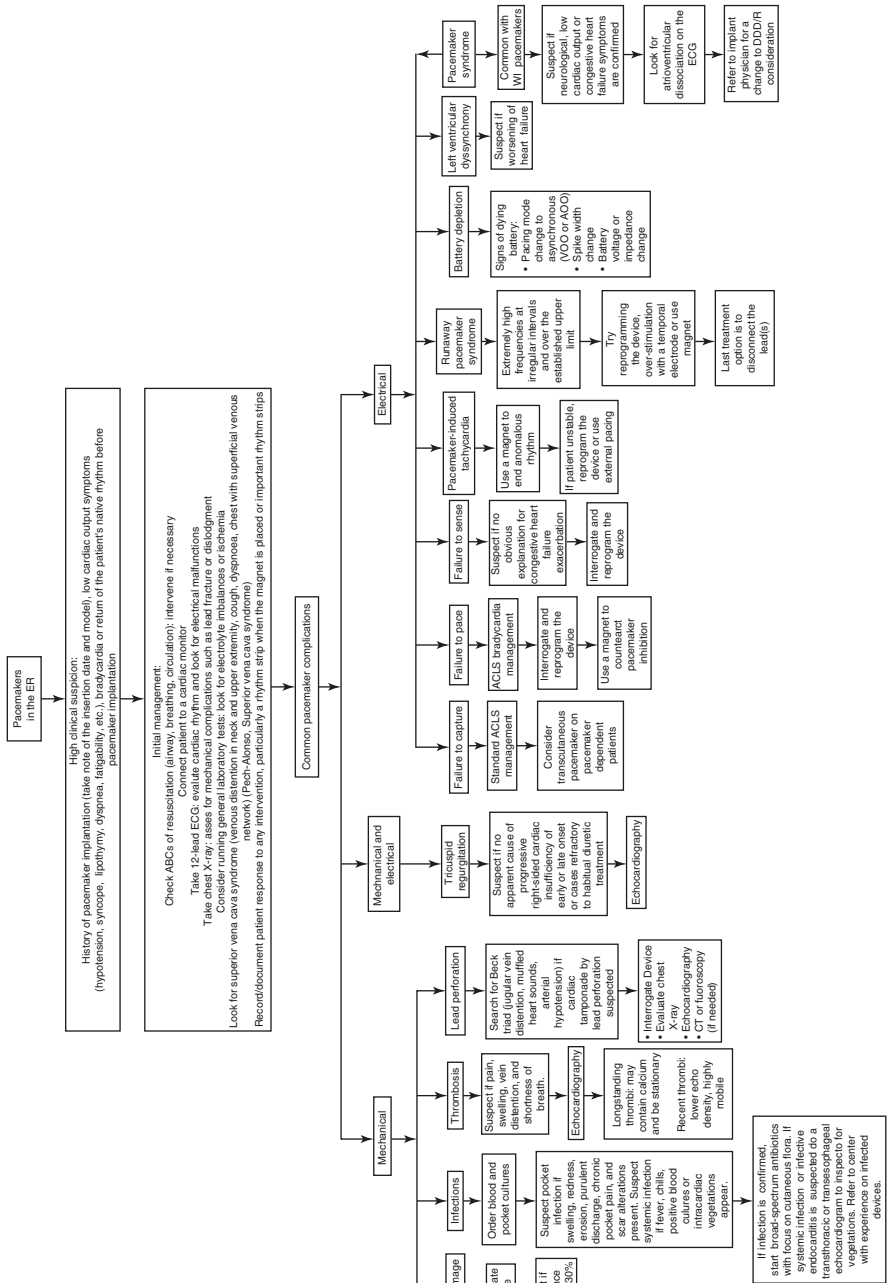 Pacemakers
in the ER
High clinical suspicion:
History of pacemaker implantation (take note of the insertion date and model), low cardiac output symptoms
(hypotension, syncope, lipothymy, dyspnea, fatigability, etc.), bradycardia or return of the patient's native rhythm before
pacemaker implantation
Initial management:
Check ABCs of resuscitation (airway, breathing, circulation): intervene if necessary
Connect patient to a cardiac monitor
Take 12-lead ECG: evalute cardiac rhythm and look for electrical malfunctions
Take chest X-ray: asses for mechanical complications such as lead fracture or dislodgment
Consider running general laboratory tests: look for electrolyte imbalances or ischemia
Look for superior vena cava syndrome (venous distention in neck and upper extremity, cough, dyspnoea, chest with superficial venous
network) (Pech-Alonso, Superior vena cava syndrome)
Record/document patient response to any intervention, particularly a rhythm strip when the magnet is placed or important rhythm strips
Common pacemaker complications
Mechanical
mage
ate
e
if
nce
30%
Infections
Order blood and
pocket cultures
Suspect pocket
infection if
swelling, redness,
erosion, purulent
discharge, chronic
pocket pain, and
scar alterations
present. Suspect
systemic infection
if fever, chills,
positive blood
culures or
intracardiac
vegetations
appear.
If infection is confirmed,
start broad-spectrum antibiotics
with focus on cutaneous flora. If
systemic infection or infective
endocarditis is suspected do a
transthoracic or transesophageal
echocardiogram to inspecto for
vegetations. Refer to center
with experience on infected
devices.
Thrombosis
Suspect if pain,
swelling, vein
distention, and
shortness of
breath.
Echocardiography
Longstanding
thrombi: may
contain calcium
and be stationary
Recent thrombi:
lower echo
density, highly
mobile
Lead perforation
Search for Beck
triad (jugular vein
distention, muffled
heart sounds,
arterial
hypotension) if
cardiac
tamponade by
lead perforation
suspected
• Interrogate Device
• Evaluate chest
X-ray
• Echocardiography
• CT or fuoroscopy
(if needed)
Mechnanical and
electrical
Tricuspid
regurgitation
Suspect if no
apparent cause of
progressive
right-sided cardiac
insufficiency of
early or late onset
or cases refractory
to habitual diuretic
treatment
Echocardiography
Electrical
Failure to capture
Standard ACLS
management
Consider
transcutaneous
pacemaker on
pacemaker
dependent
patients
Failure to pace
ACLS bradycardia
management
Interrogate and
reprogram the
device
Use a magnet to
countearct
pacemaker
inhibition
Failure to sense
Suspect if no
obvious
explanation for
congestive heart
failure
exacerbation
Interrogate and
reprogram the
device
Pacemaker-induced
tachycardia
Use a magnet to
end anomalous
rhythm
If patient unstable,
reprogram the
device or use
external pacing
Runaway
pacemaker
syndrome
Extremely high
frequencies at
irregular intervals
and over the
established upper
limit
Try
reprogramming
the device,
over-stimulation
with a temporal
electrode or use
magnet
Last treatment
option is to
disconnect the
lead(s)
Battery depletion
Signs of dying
battery:
• Pacing mode
change to
asynchronous
(VOO or AOO)
• Spike width
change
• Battery
voltage or
impedance
change
Left ventricular
dyssynchrony
Suspect if
worsening of
heart failure
Pacemaker
syndrome
Common with
WI pacemakers
Suspect if
neurological, low
cardiac output or
congestive heart
failure symptoms
are confirmed
Look for
atrioventricular
dissociation on the
ECG
Refer to implant
physician for a
change to DDD/R
consideration